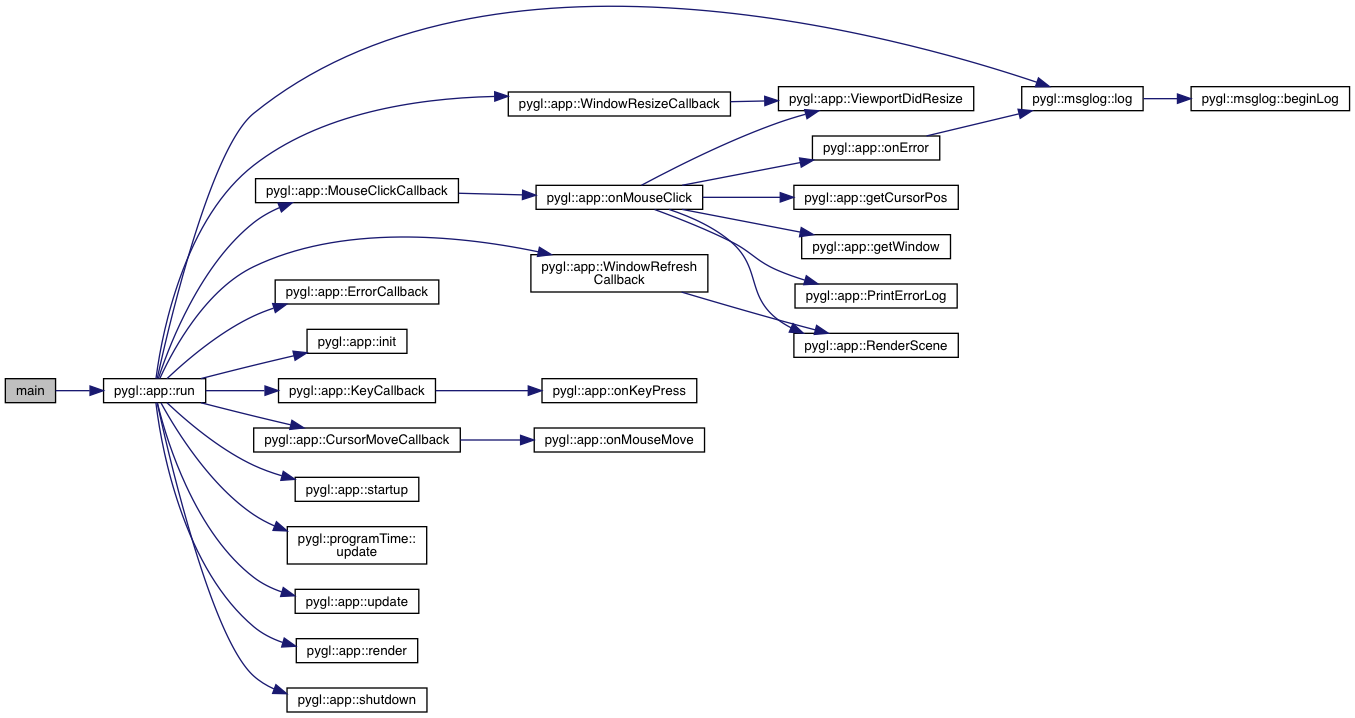 pygl::app::WindowResizeCallback
pygl::app::ViewportDidResize
pygl::msglog::log
pygl::msglog::beginLog
pygl::app::onError
pygl::app::MouseClickCallback
pygl::app::onMouseClick
pygl::app::getCursorPos
pygl::app::getWindow
pygl::app::WindowRefresh
Callback
pygl::app::ErrorCallback
pygl::app::PrintErrorLog
pygl::app::init
pygl::app::RenderScene
main
pygl::app::run
pygl::app::KeyCallback
pygl::app::onKeyPress
pygl::app::CursorMoveCallback
pygl::app::onMouseMove
pygl::app::startup
pygl::programTime::
update
pygl::app::update
pygl::app::render
pygl::app::shutdown